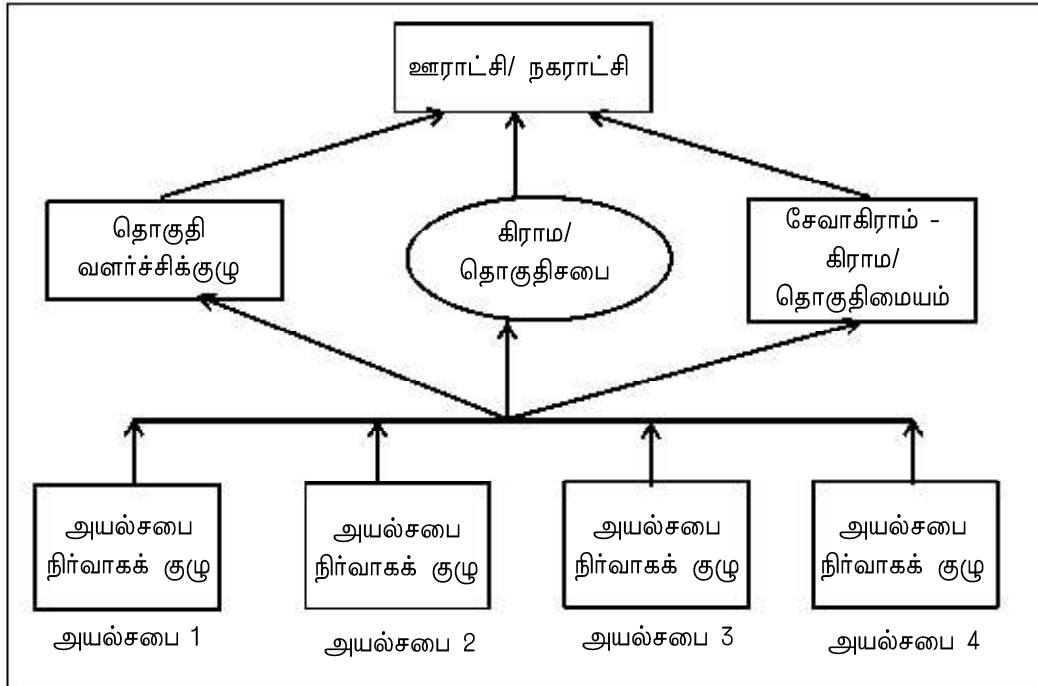 ஊராட்சி/ நகராட்சி
தொகுதி
வளர்ச்சிக்குழு
கிராம/
தொகுதிசபை
சேவாகிராம் -
கிராம/
தொகுதிமையம்
அயல்சபை
நிர்வாகக் குழு
அயல்சபை
நிர்வாகக் குழு
அயல்சபை
நிர்வாகக் குழு
அயல்சபை
நிர்வாகக் குழு
அயல்சபை 1
அயல்சபை 2
அயல்சபை 3
அயல்சபை 4